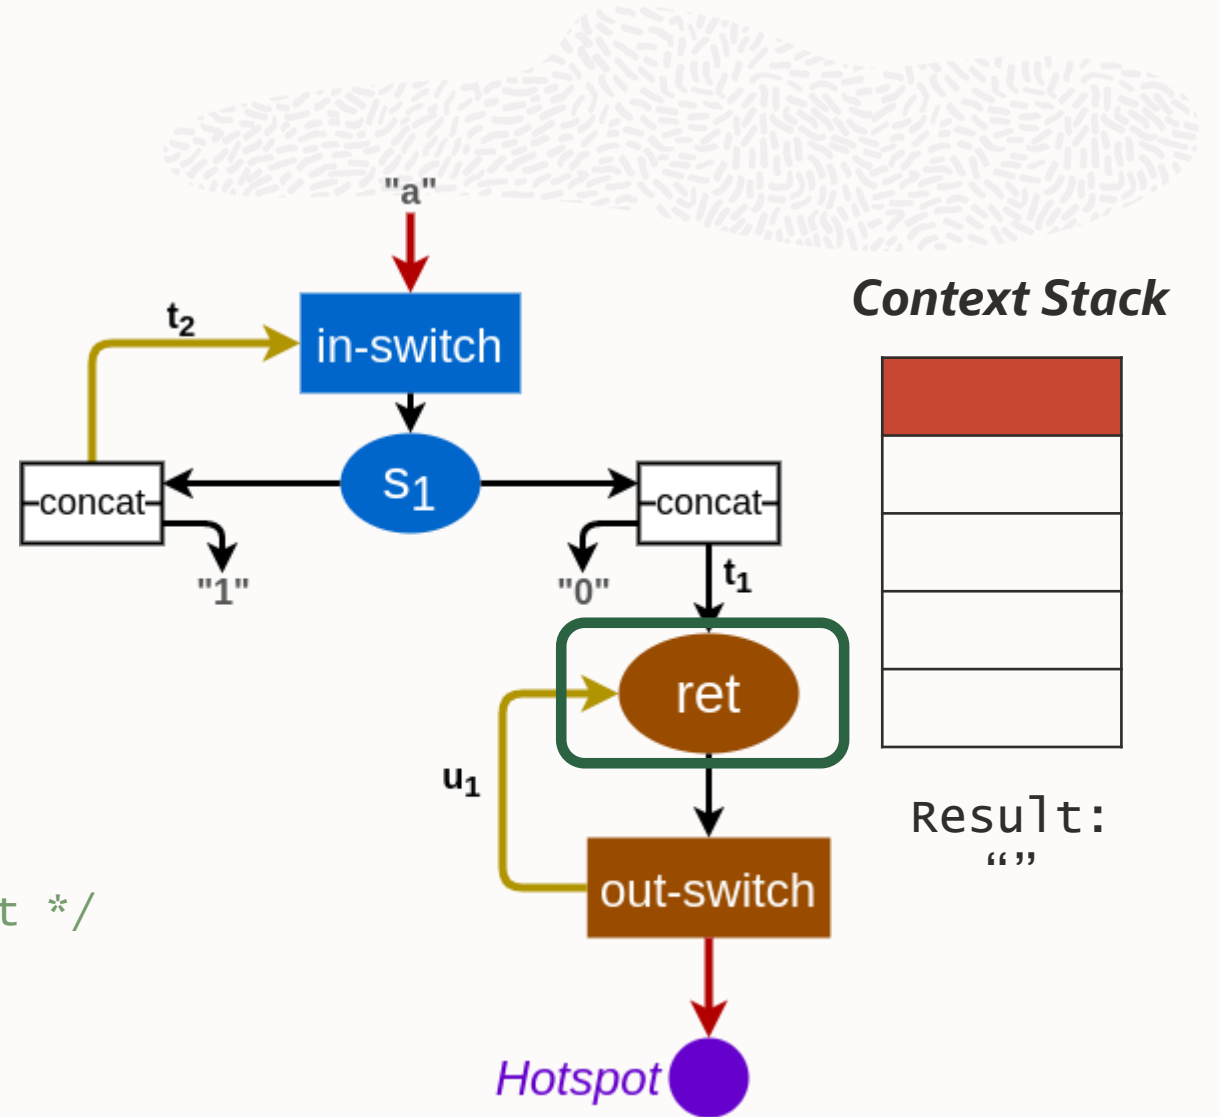 "a"
Context Stack
t2
in-switch
concat
s1
concat
"1"
"0"
t1
ret
u1
Result:
“”
out-switch
t */
Hotspot